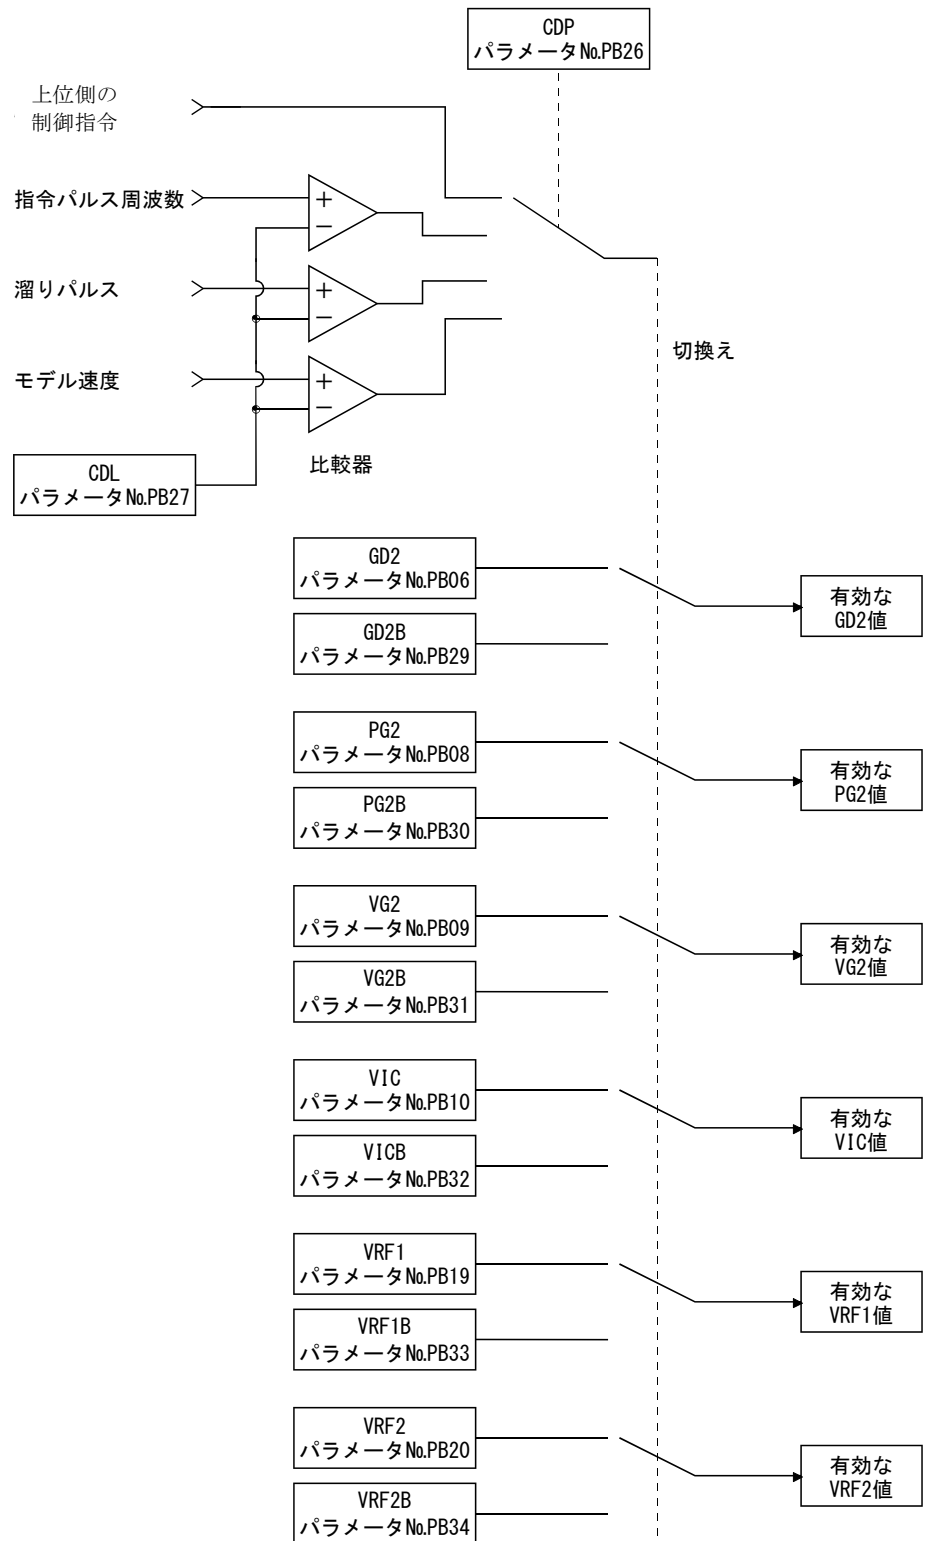 CDP
パラメータNo.PB26
上位側の
制御指令
指令パルス周波数
+
−
溜りパルス
+
−
切換え
モデル速度
+
−
比較器
CDL
パラメータNo.PB27
GD2
パラメータNo.PB06
有効な
GD2値
GD2B
パラメータNo.PB29
PG2
パラメータNo.PB08
有効な
PG2値
PG2B
パラメータNo.PB30
VG2
パラメータNo.PB09
有効な
VG2値
VG2B
パラメータNo.PB31
VIC
パラメータNo.PB10
有効な
VIC値
VICB
パラメータNo.PB32
VRF1
パラメータNo.PB19
有効な
VRF1値
VRF1B
パラメータNo.PB33
VRF2
パラメータNo.PB20
有効な
VRF2値
VRF2B
パラメータNo.PB34